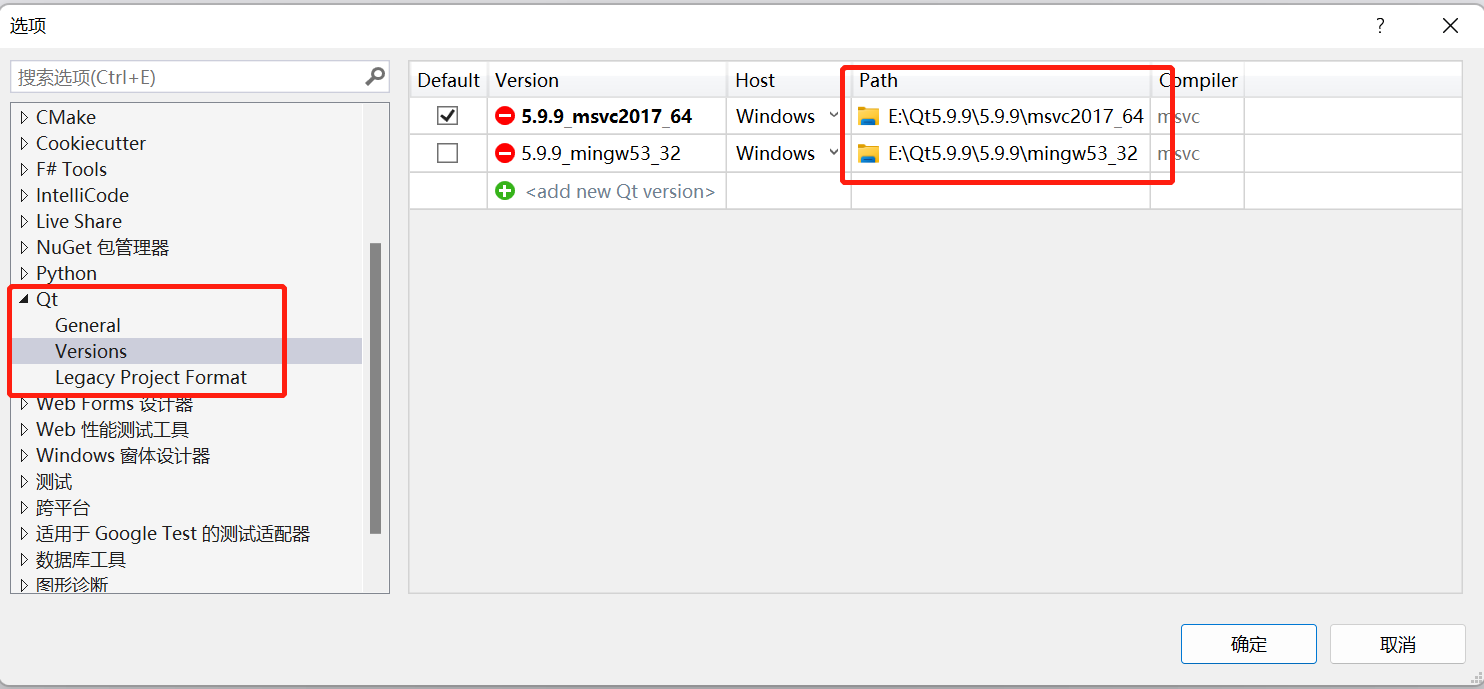 选项
?
搜索选项(Ctrl+E)
CMake
Cookiecutter
F# Tools
IntelliCode
Live Share
NuGet 包管理器
Python
Qt
General
Versions
Legacy Project Format
Web Forms 设计器
Web 性能测试工具
Windows 窗体设计器
测试
跨平台
适用于 Google Test 的测试适配器
数据库工具
图形诊断
Default Version Host Path Compiler
5.9.9_msvc2017_64 Windows E:\Qt5.9.9\5.9.9\msvc2017_64 msvc
5.9.9_mingw53_32 Windows E:\Qt5.9.9\5.9.9\mingw53_32 msvc
<add new Qt version>
确定 取消